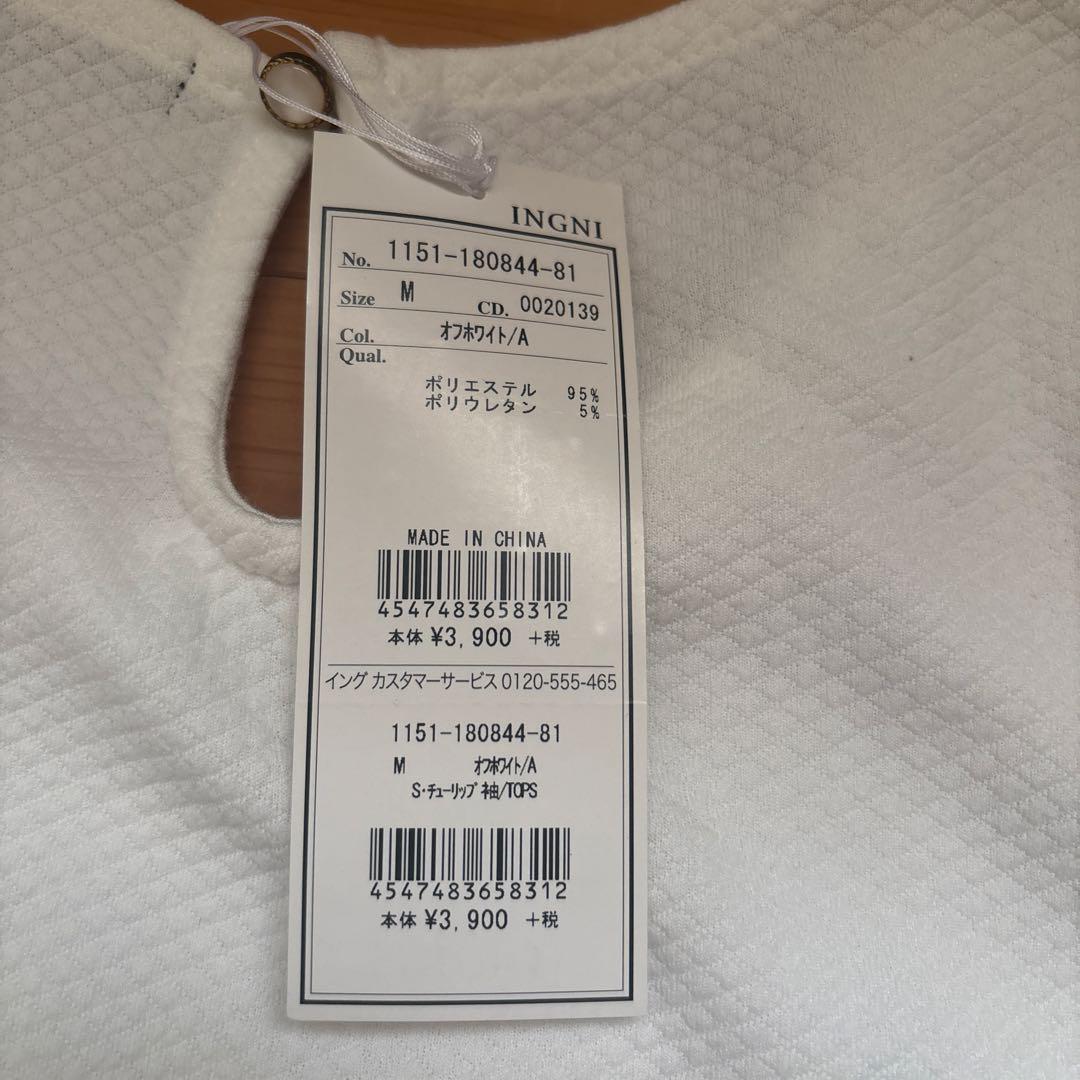 INGNI
No. 1151-180844-81
Size M CD. 0020139
Col. オフホワイト/A
Qual.
ポリエステル 95%
ポリウレタン 5%
MADE IN CHINA
4547483658312
本体 ¥3,900 +税
イング カスタマーサービス 0120-555-465
1151-180844-81
M オフホワイト/A
S・チューリップ袖/TOPS
4547483658312
本体 ¥3,900 +税